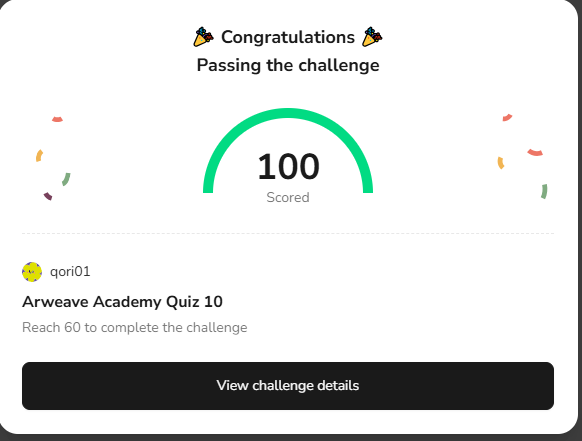 🎉 Congratulations 🎉
Passing the challenge
100
Scored
qori01
Arweave Academy Quiz 10
Reach 60 to complete the challenge
View challenge details